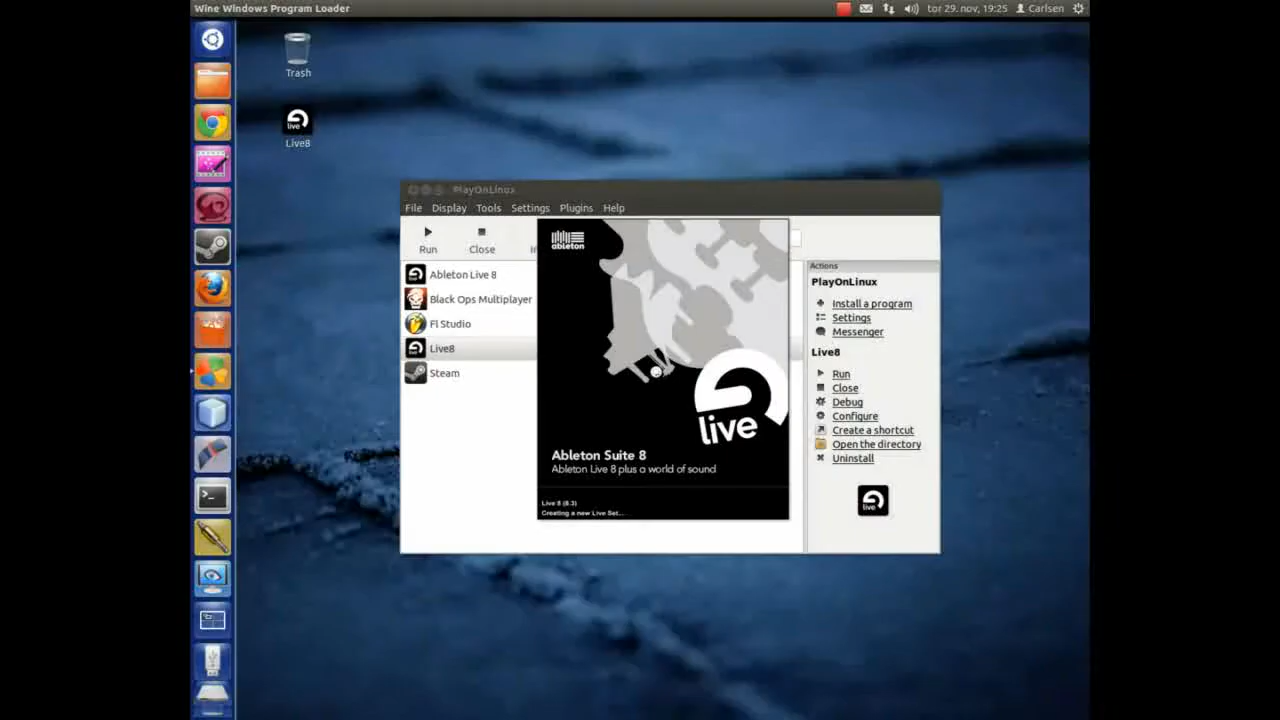 Wine Windows Program Loader
tor 29. nov, 19:25 Carlsen
Trash
live
Live8
PlayOnLinux
File Display Tools Settings Plugins Help
Run Close
Ableton Live 8
Black Ops Multiplayer
Fl Studio
Live8
Steam
ableton
live
Ableton Suite 8
Ableton Live 8 plus a world of sound
Live 8 (8.3)
Creating a new Live Set...
Actions
PlayOnLinux
Install a program
Settings
Messenger
Live8
Run
Close
Debug
Configure
Create a shortcut
Open the directory
Uninstall
live